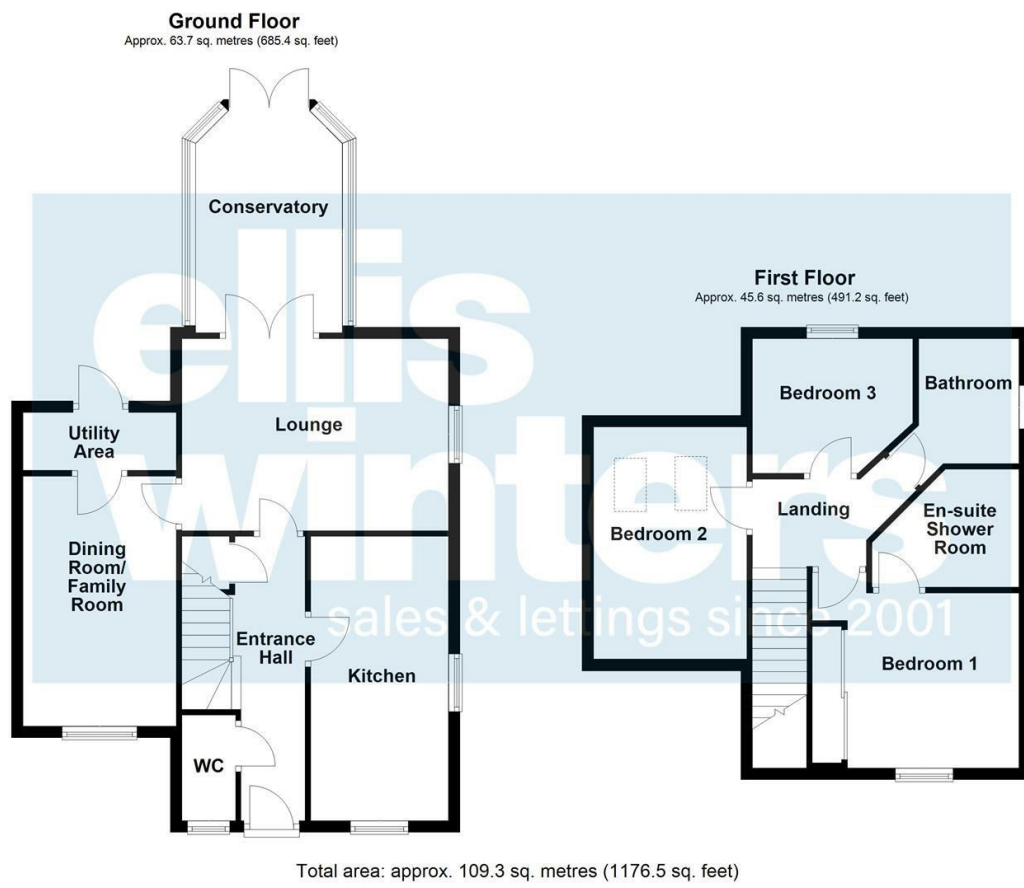 Ground Floor
Approx. 63.7 sq. metres (685.4 sq. feet)
Conservatory
Lounge
Utility
Area
Dining
Room/
Family
Room
Entrance
Hall
Kitchen
WC
First Floor
Approx. 45.6 sq. metres (491.2 sq. feet)
Bedroom 3
Bathroom
Bedroom 2
Landing
En-suite
Shower
Room
Bedroom 1
ellis
winters
sales & lettings since 2001
Total area: approx. 109.3 sq. metres (1176.5 sq. feet)